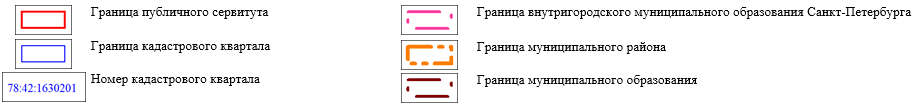 Граница публичного сервитута
Граница кадастрового квартала
78:42:1630201 Номер кадастрового квартала
Граница внутригородского муниципального образования Санкт-Петербурга
Граница муниципального района
Граница муниципального образования